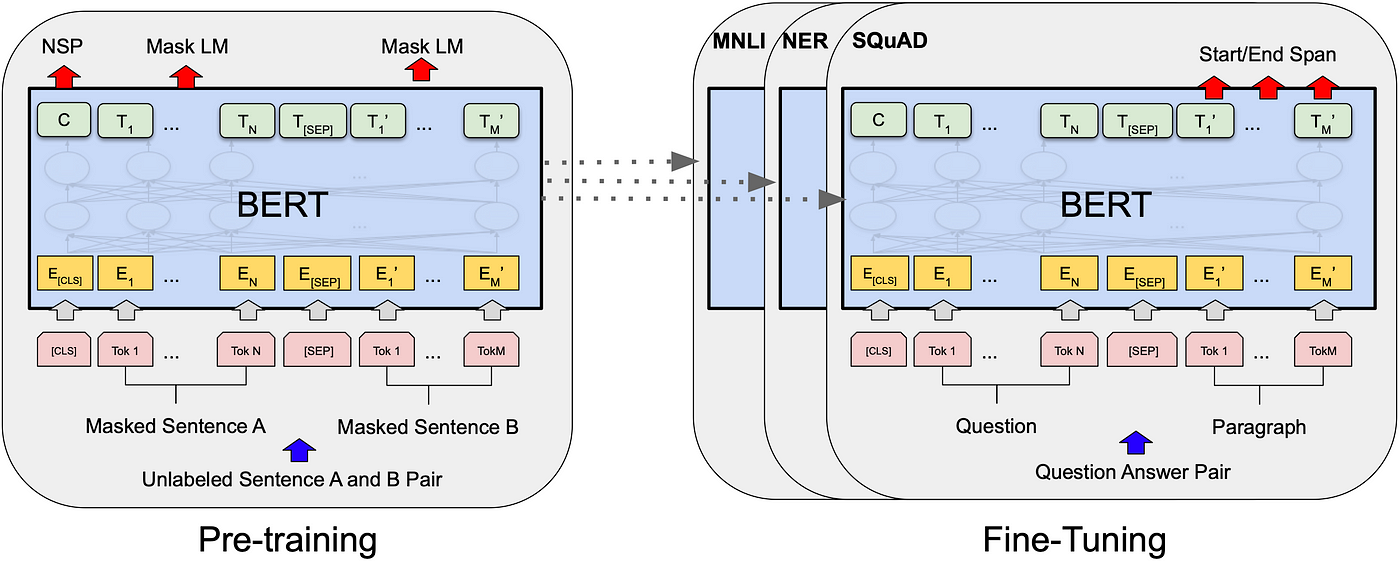 NSP Mask LM Mask LM
C T1 ... TN T[SEP] T1' ... TM'
...
BERT
...
E[CLS] E1 ... EN E[SEP] E1' ... EM'
[CLS] Tok 1 ... Tok N [SEP] Tok 1 ... TokM
Masked Sentence A Masked Sentence B
Unlabeled Sentence A and B Pair
Pre-training
MNLI NER SQuAD
Start/End Span
C T1 ... TN T[SEP] T1' ... TM'
...
BERT
...
E[CLS] E1 ... EN E[SEP] E1' ... EM'
[CLS] Tok 1 ... Tok N [SEP] Tok 1 ... TokM
Question Paragraph
Question Answer Pair
Fine-Tuning